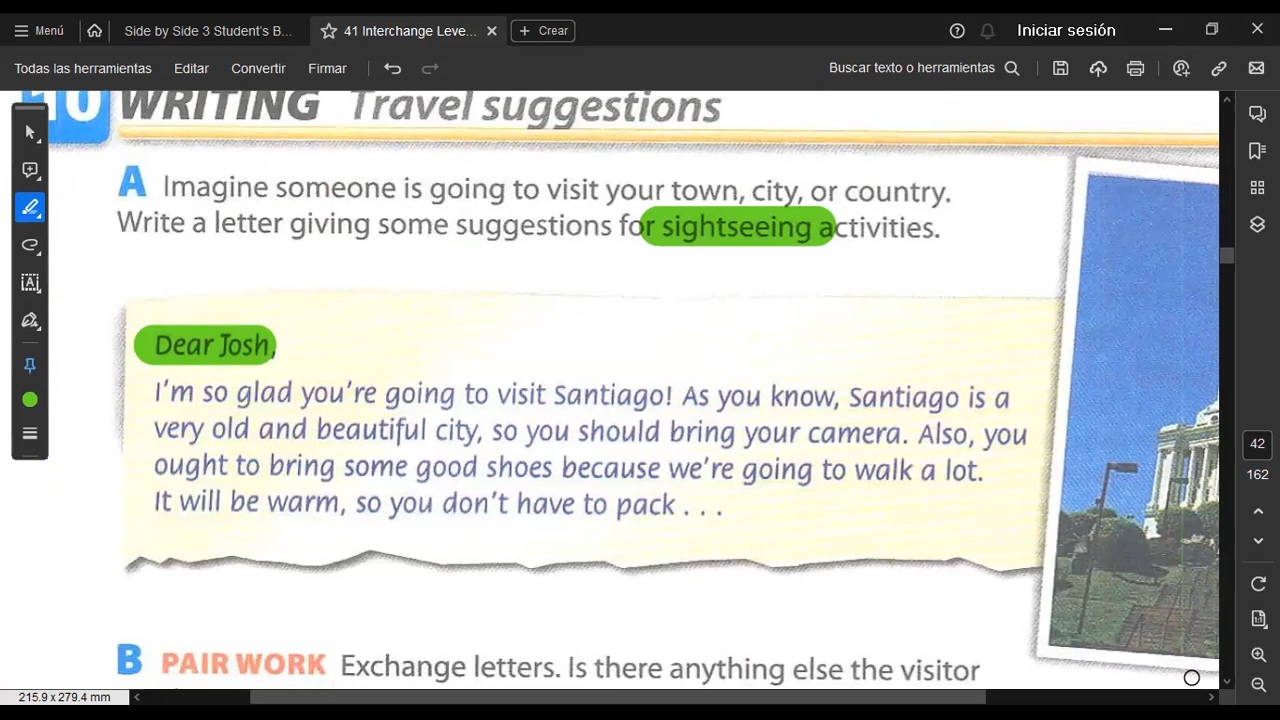 Menú
Side by Side 3 Student's B...
41 Interchange Leve...
Crear
Iniciar sesión
Todas las herramientas
Editar
Convertir
Firmar
Buscar texto o herramientas
10 WRITING Travel suggestions
A Imagine someone is going to visit your town, city, or country.
Write a letter giving some suggestions for sightseeing activities.
Dear Josh,
I'm so glad you're going to visit Santiago! As you know, Santiago is a
very old and beautiful city, so you should bring your camera. Also, you
ought to bring some good shoes because we're going to walk a lot.
It will be warm, so you don't have to pack . . .
B PAIR WORK Exchange letters. Is there anything else the visitor
42
162
215.9 x 279.4 mm